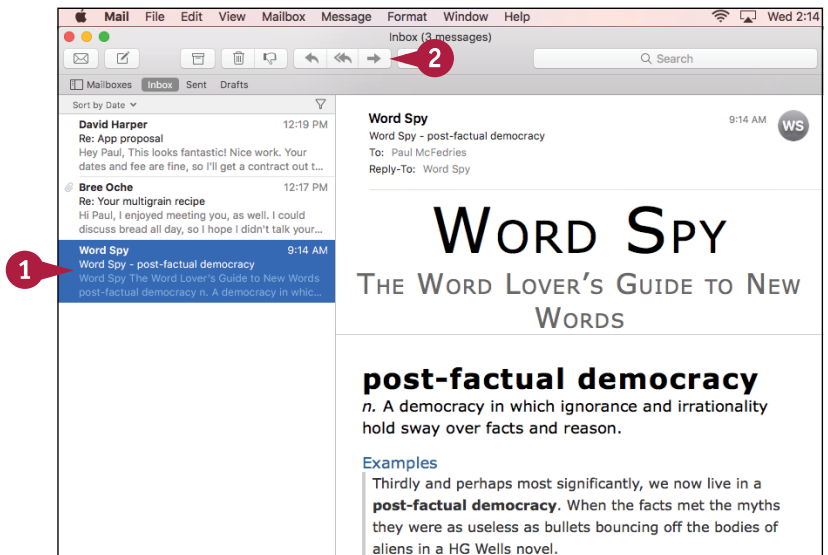 Mail File Edit View Mailbox Message Format Window Help Wed 2:14
Inbox (3 messages)
2
Search
Mailboxes Inbox Sent Drafts
Sort by Date
David Harper 12:19 PM
Re: App proposal
Hey Paul, This looks fantastic! Nice work. Your
dates and fee are fine, so I'll get a contract out t...
Bree Oche 12:17 PM
Re: Your multigrain recipe
Hi Paul, I enjoyed meeting you, as well. I could
discuss bread all day, so I hope I didn't talk your...
1
Word Spy 9:14 AM
Word Spy - post-factual democracy
Word Spy The Word Lover's Guide to New Words
post-factual democracy n. A democracy in whic...
Word Spy 9:14 AM
WS
Word Spy - post-factual democracy
To: Paul McFedries
Reply-To: Word Spy
WORD SPY
THE WORD LOVER'S GUIDE TO NEW
WORDS
post-factual democracy
n. A democracy in which ignorance and irrationality
hold sway over facts and reason.
Examples
Thirdly and perhaps most significantly, we now live in a
post-factual democracy. When the facts met the myths
they were as useless as bullets bouncing off the bodies of
aliens in a HG Wells novel.